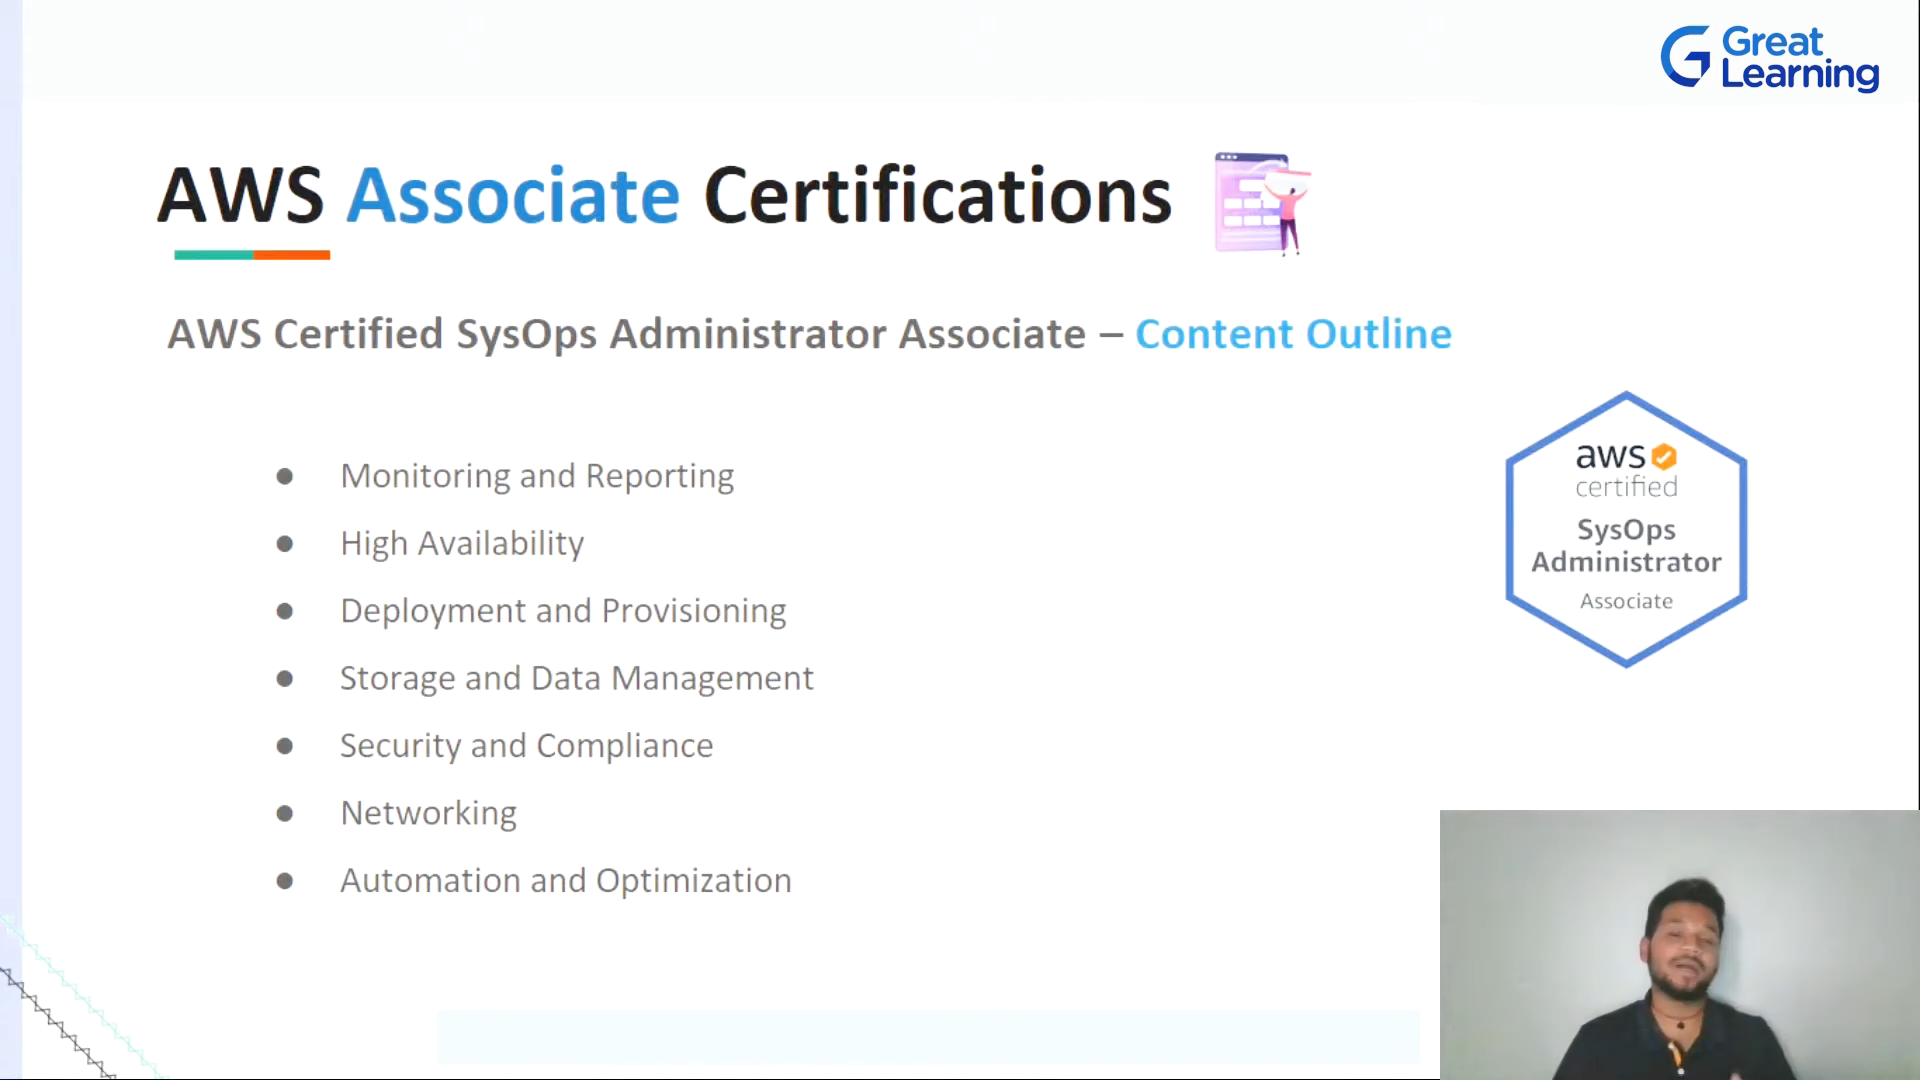 Great
Learning
AWS Associate Certifications
AWS Certified SysOps Administrator Associate – Content Outline
● Monitoring and Reporting
● High Availability
● Deployment and Provisioning
● Storage and Data Management
● Security and Compliance
● Networking
● Automation and Optimization
aws
certified
SysOps
Administrator
Associate